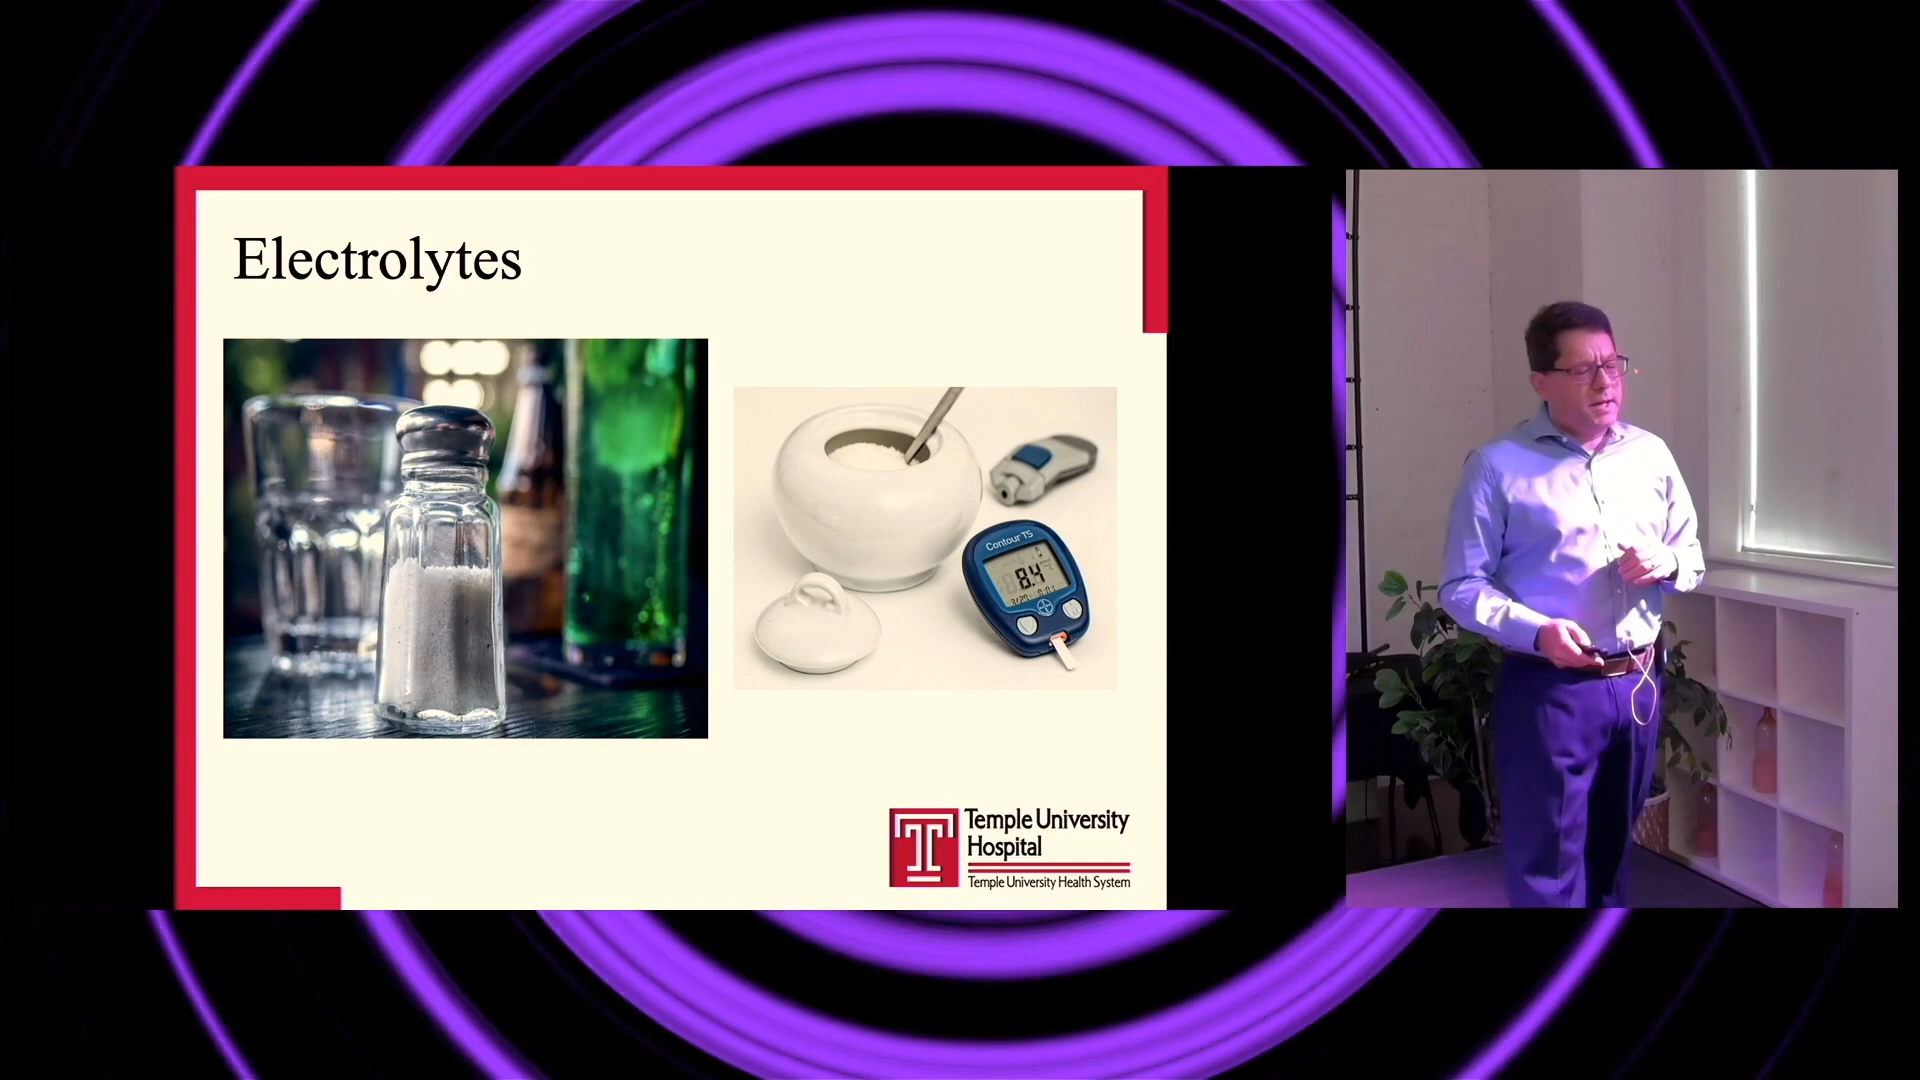 Electrolytes
Contour TS
8.4
Temple University
Hospital
Temple University Health System